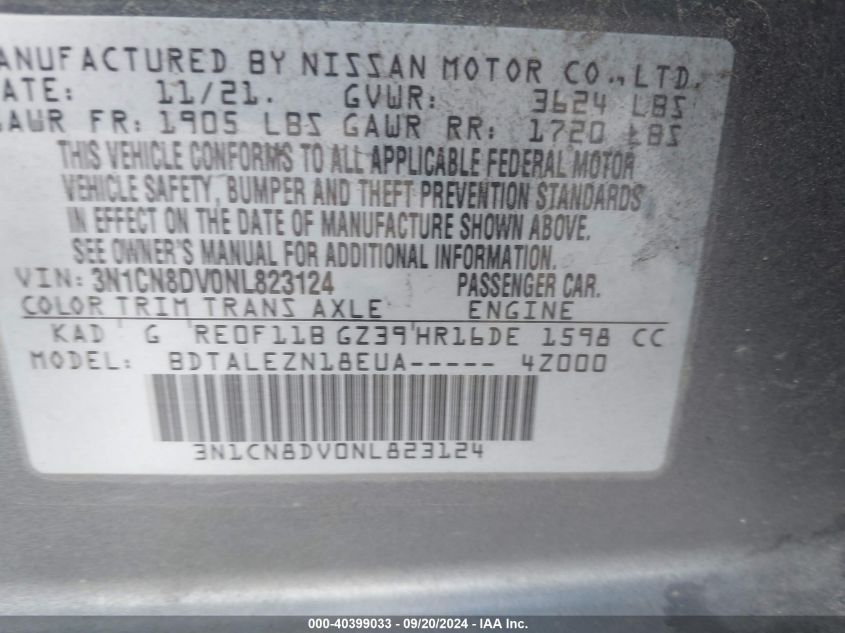 ANUFACTURED BY NISSAN MOTOR CO., LTD.
ATE: 11/21. GVWR: 3624 LBS
GAWR FR: 1905 LBS GAWR RR: 1720 LBS
THIS VEHICLE CONFORMS TO ALL APPLICABLE FEDERAL MOTOR
VEHICLE SAFETY, BUMPER AND THEFT PREVENTION STANDARDS
IN EFFECT ON THE DATE OF MANUFACTURE SHOWN ABOVE.
SEE OWNER'S MANUAL FOR ADDITIONAL INFORMATION.
VIN: 3N1CN8DV0NL823124 PASSENGER CAR.
COLOR TRIM TRANS AXLE ENGINE
KAD G RE0F11B GZ39 HR16DE 1598 CC
MODEL: BDTALEZN18EUA----- 4Z000
3N1CN8DV0NL823124
000-40399033 - 09/20/2024 - IAA Inc.